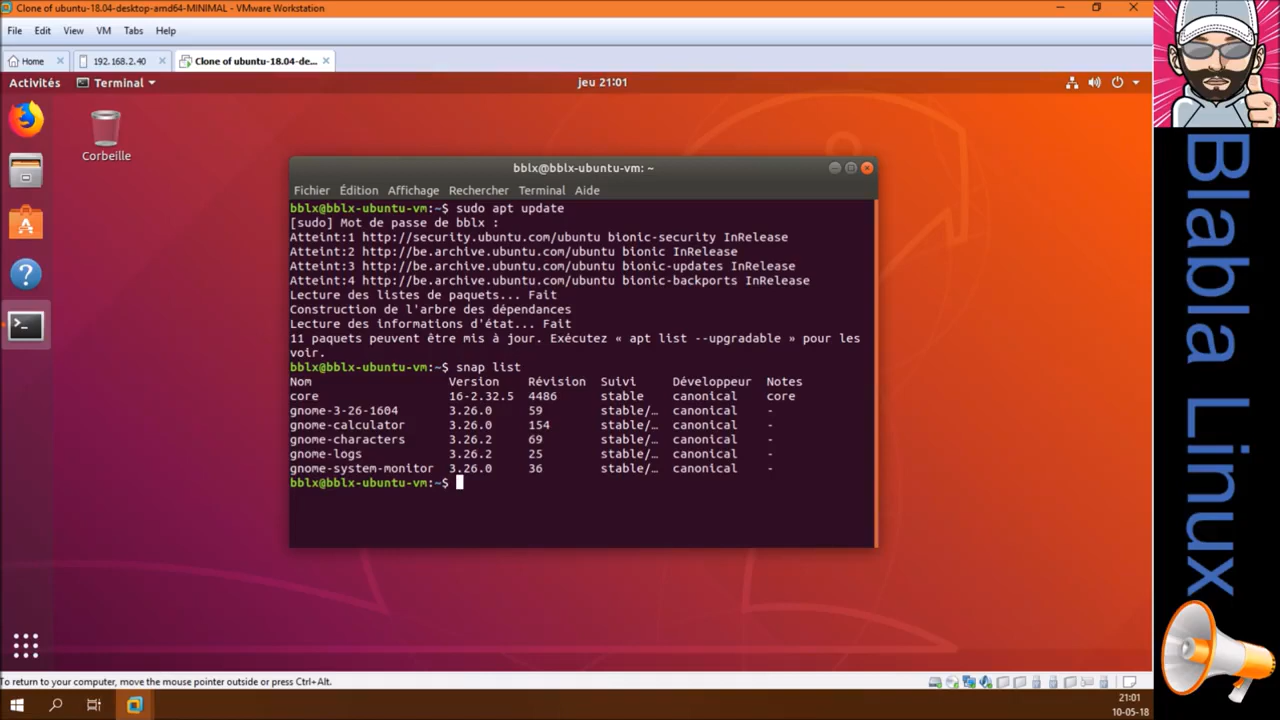 Clone of ubuntu-18.04-desktop-amd64-MINIMAL - VMware Workstation
File Edit View VM Tabs Help
Home 192.168.2.40 Clone of ubuntu-18.04-de...
Activités Terminal jeu 21:01
Corbeille
bblx@bblx-ubuntu-vm: ~
Fichier Édition Affichage Rechercher Terminal Aide
bblx@bblx-ubuntu-vm:~$ sudo apt update
[sudo] Mot de passe de bblx :
Atteint:1 http://security.ubuntu.com/ubuntu bionic-security InRelease
Atteint:2 http://be.archive.ubuntu.com/ubuntu bionic InRelease
Atteint:3 http://be.archive.ubuntu.com/ubuntu bionic-updates InRelease
Atteint:4 http://be.archive.ubuntu.com/ubuntu bionic-backports InRelease
Lecture des listes de paquets... Fait
Construction de l'arbre des dépendances
Lecture des informations d'état... Fait
11 paquets peuvent être mis à jour. Exécutez « apt list --upgradable » pour les
voir.
bblx@bblx-ubuntu-vm:~$ snap list
Nom Version Révision Suivi Développeur Notes
core 16-2.32.5 4486 stable canonical core
gnome-3-26-1604 3.26.0 59 stable/… canonical -
gnome-calculator 3.26.0 154 stable/… canonical -
gnome-characters 3.26.2 69 stable/… canonical -
gnome-logs 3.26.2 25 stable/… canonical -
gnome-system-monitor 3.26.0 36 stable/… canonical -
bblx@bblx-ubuntu-vm:~$
To return to your computer, move the mouse pointer outside or press Ctrl+Alt.
21:01
10-05-18
Blabla Linux